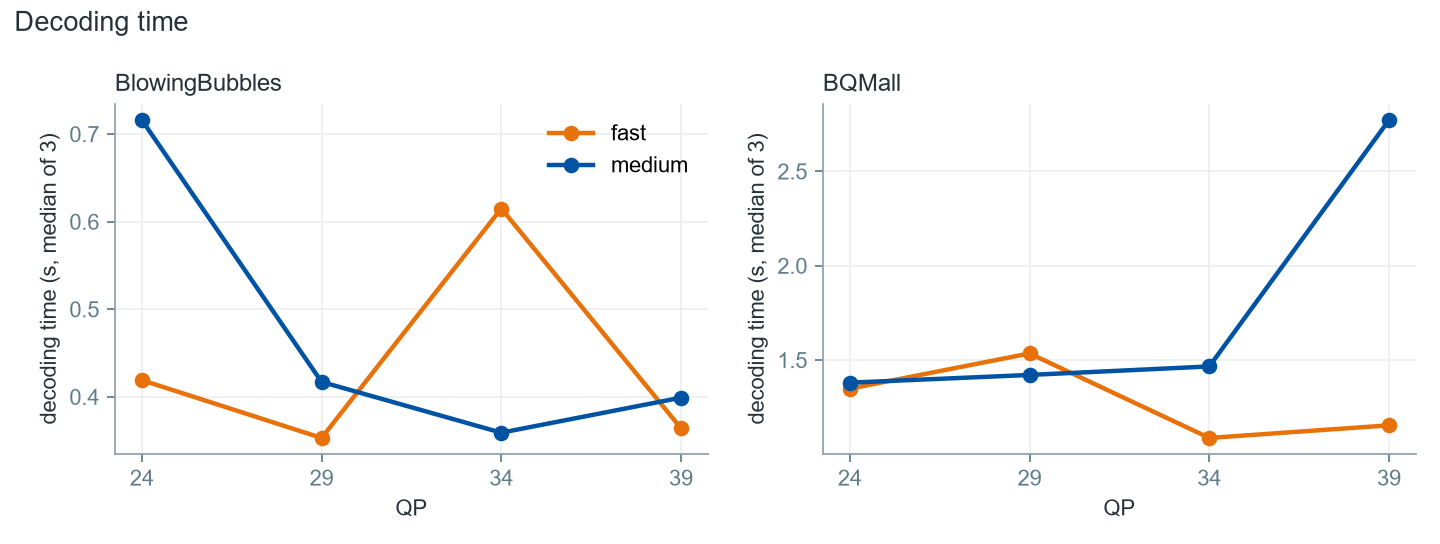 Decoding time
BlowingBubbles
decoding time (s, median of 3)
0.7
0.6
0.5
0.4
fast
medium
24 29 34 39
QP
BQMall
decoding time (s, median of 3)
2.5
2.0
1.5
24 29 34 39
QP